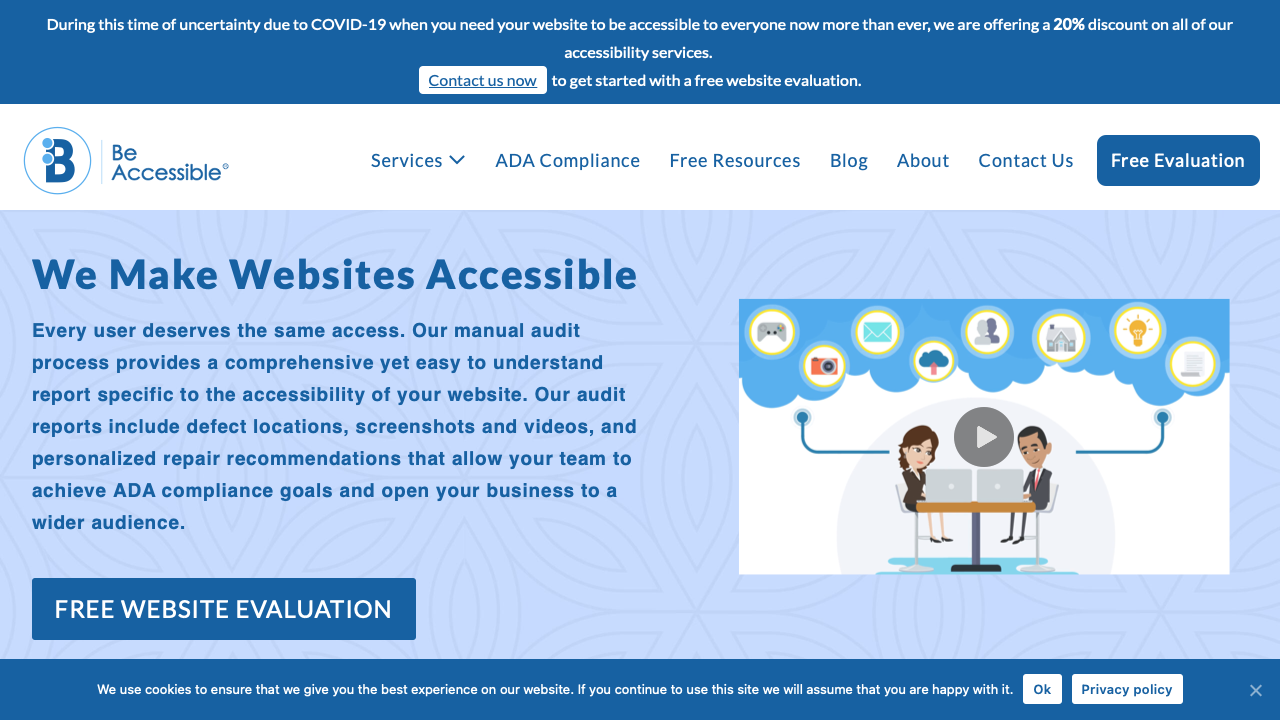 During this time of uncertainty due to COVID-19 when you need your website to be accessible to everyone now more than ever, we are offering a 20% discount on all of our
accessibility services.
Contact us now to get started with a free website evaluation.
B Be
Accessible®
Services
ADA Compliance
Free Resources
Blog
About
Contact Us
Free Evaluation
We Make Websites Accessible
Every user deserves the same access. Our manual audit
process provides a comprehensive yet easy to understand
report specific to the accessibility of your website. Our audit
reports include defect locations, screenshots and videos, and
personalized repair recommendations that allow your team to
achieve ADA compliance goals and open your business to a
wider audience.
FREE WEBSITE EVALUATION
We use cookies to ensure that we give you the best experience on our website. If you continue to use this site we will assume that you are happy with it. Ok Privacy policy